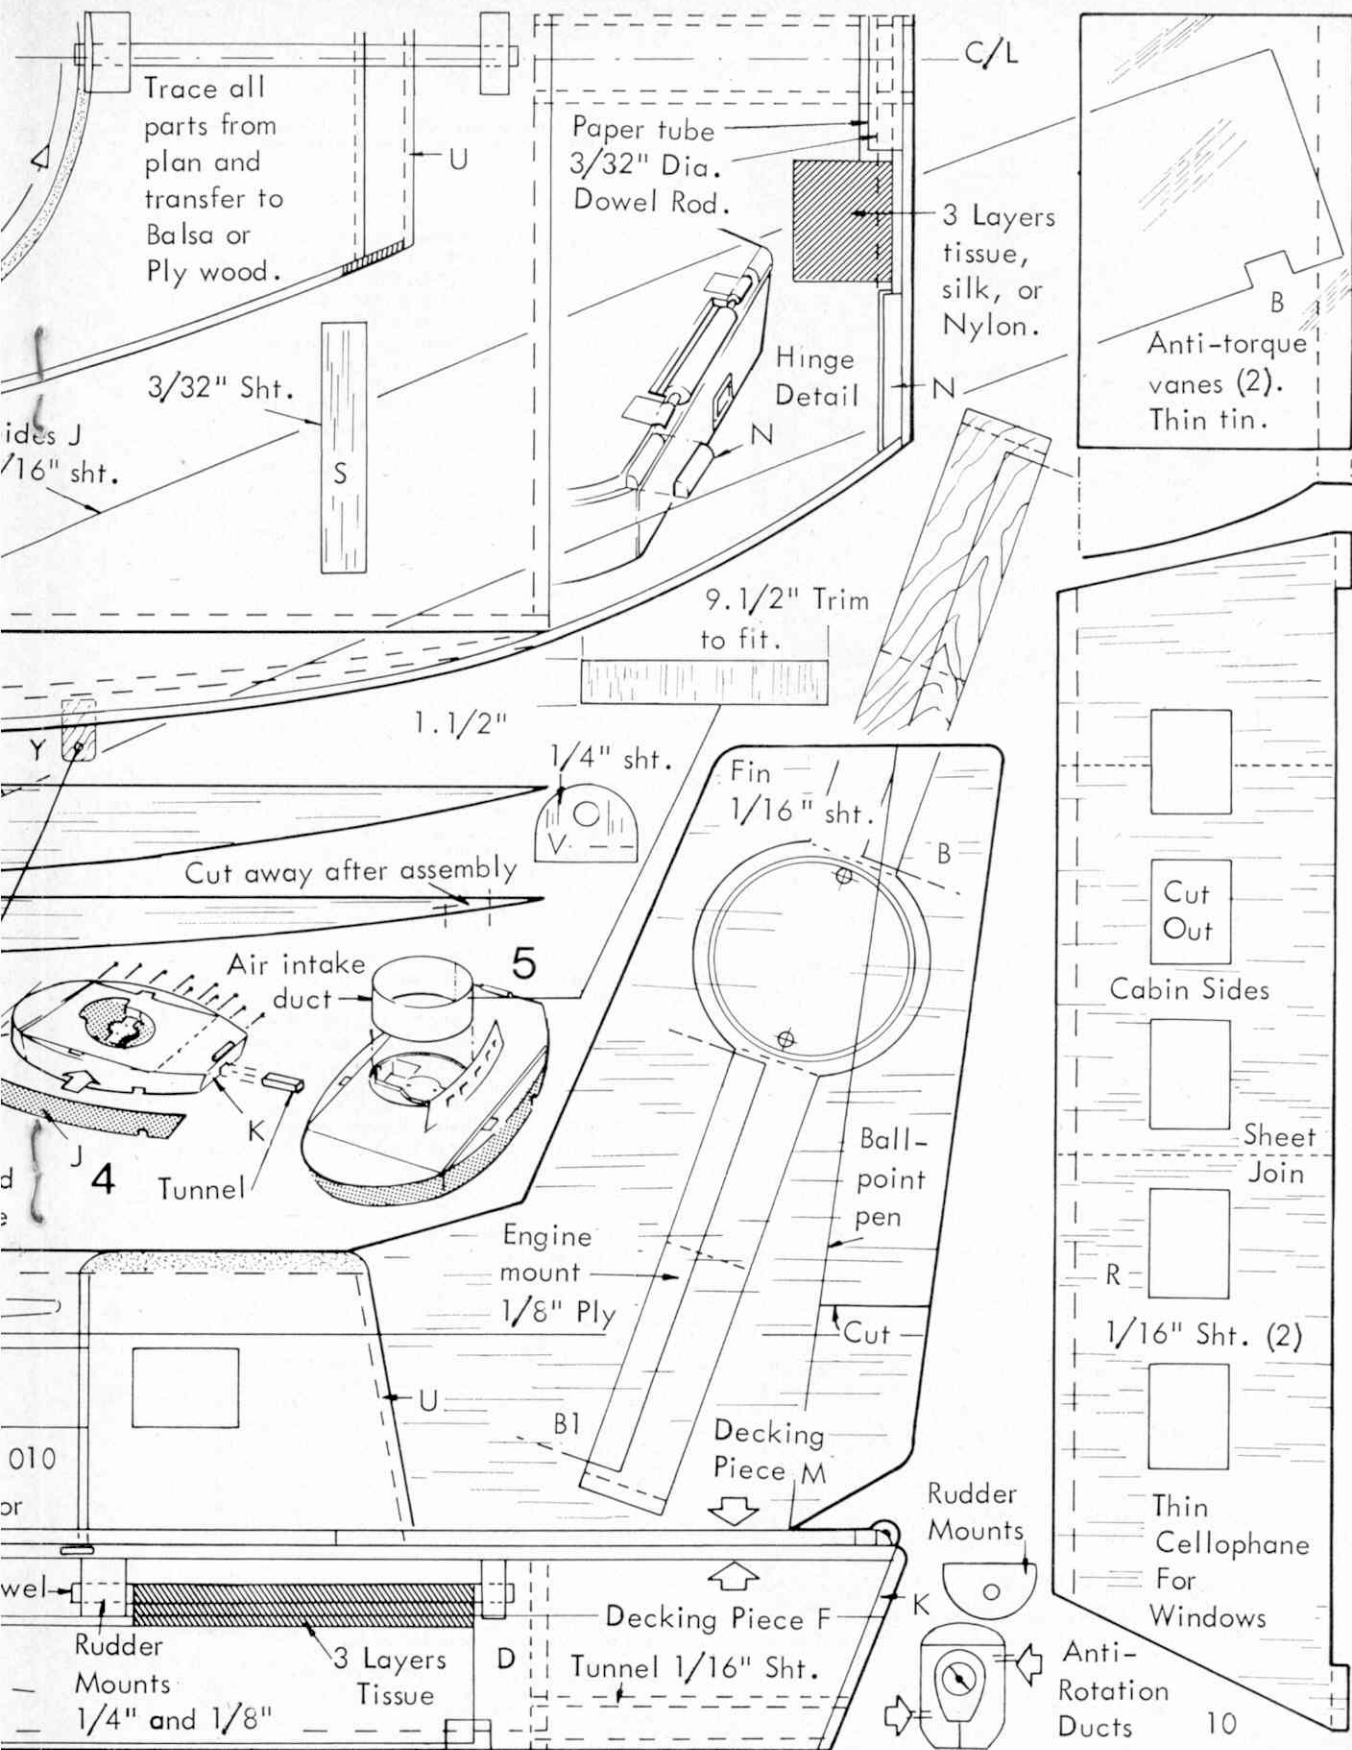 C/L
Trace all
parts from
plan and
transfer to
Balsa or
Ply wood.
U
Paper tube
3/32" Dia.
Dowel Rod.
3 Layers
tissue,
silk, or
Nylon.
B
Anti-torque
vanes (2).
Thin tin.
Hinge
Detail
N
N
3/32" Sht.
S
ides J
/16" sht.
9.1/2" Trim
to fit.
1.1/2"
Y
1/4" sht.
V
Fin
1/16" sht.
B
Cut away after assembly
Cut
Out
Cabin Sides
Air intake
duct
5
J
4
K
Tunnel
Sheet
Join
Ball-
point
pen
Engine
mount
1/8" Ply
R
Cut
1/16" Sht. (2)
U
B1
Decking
Piece M
010
or
Rudder
Mounts
Thin
Cellophane
For
Windows
wel
K
Decking Piece F
Rudder
Mounts
1/4" and 1/8"
3 Layers
Tissue
D
Tunnel 1/16" Sht.
Anti-
Rotation
Ducts
10